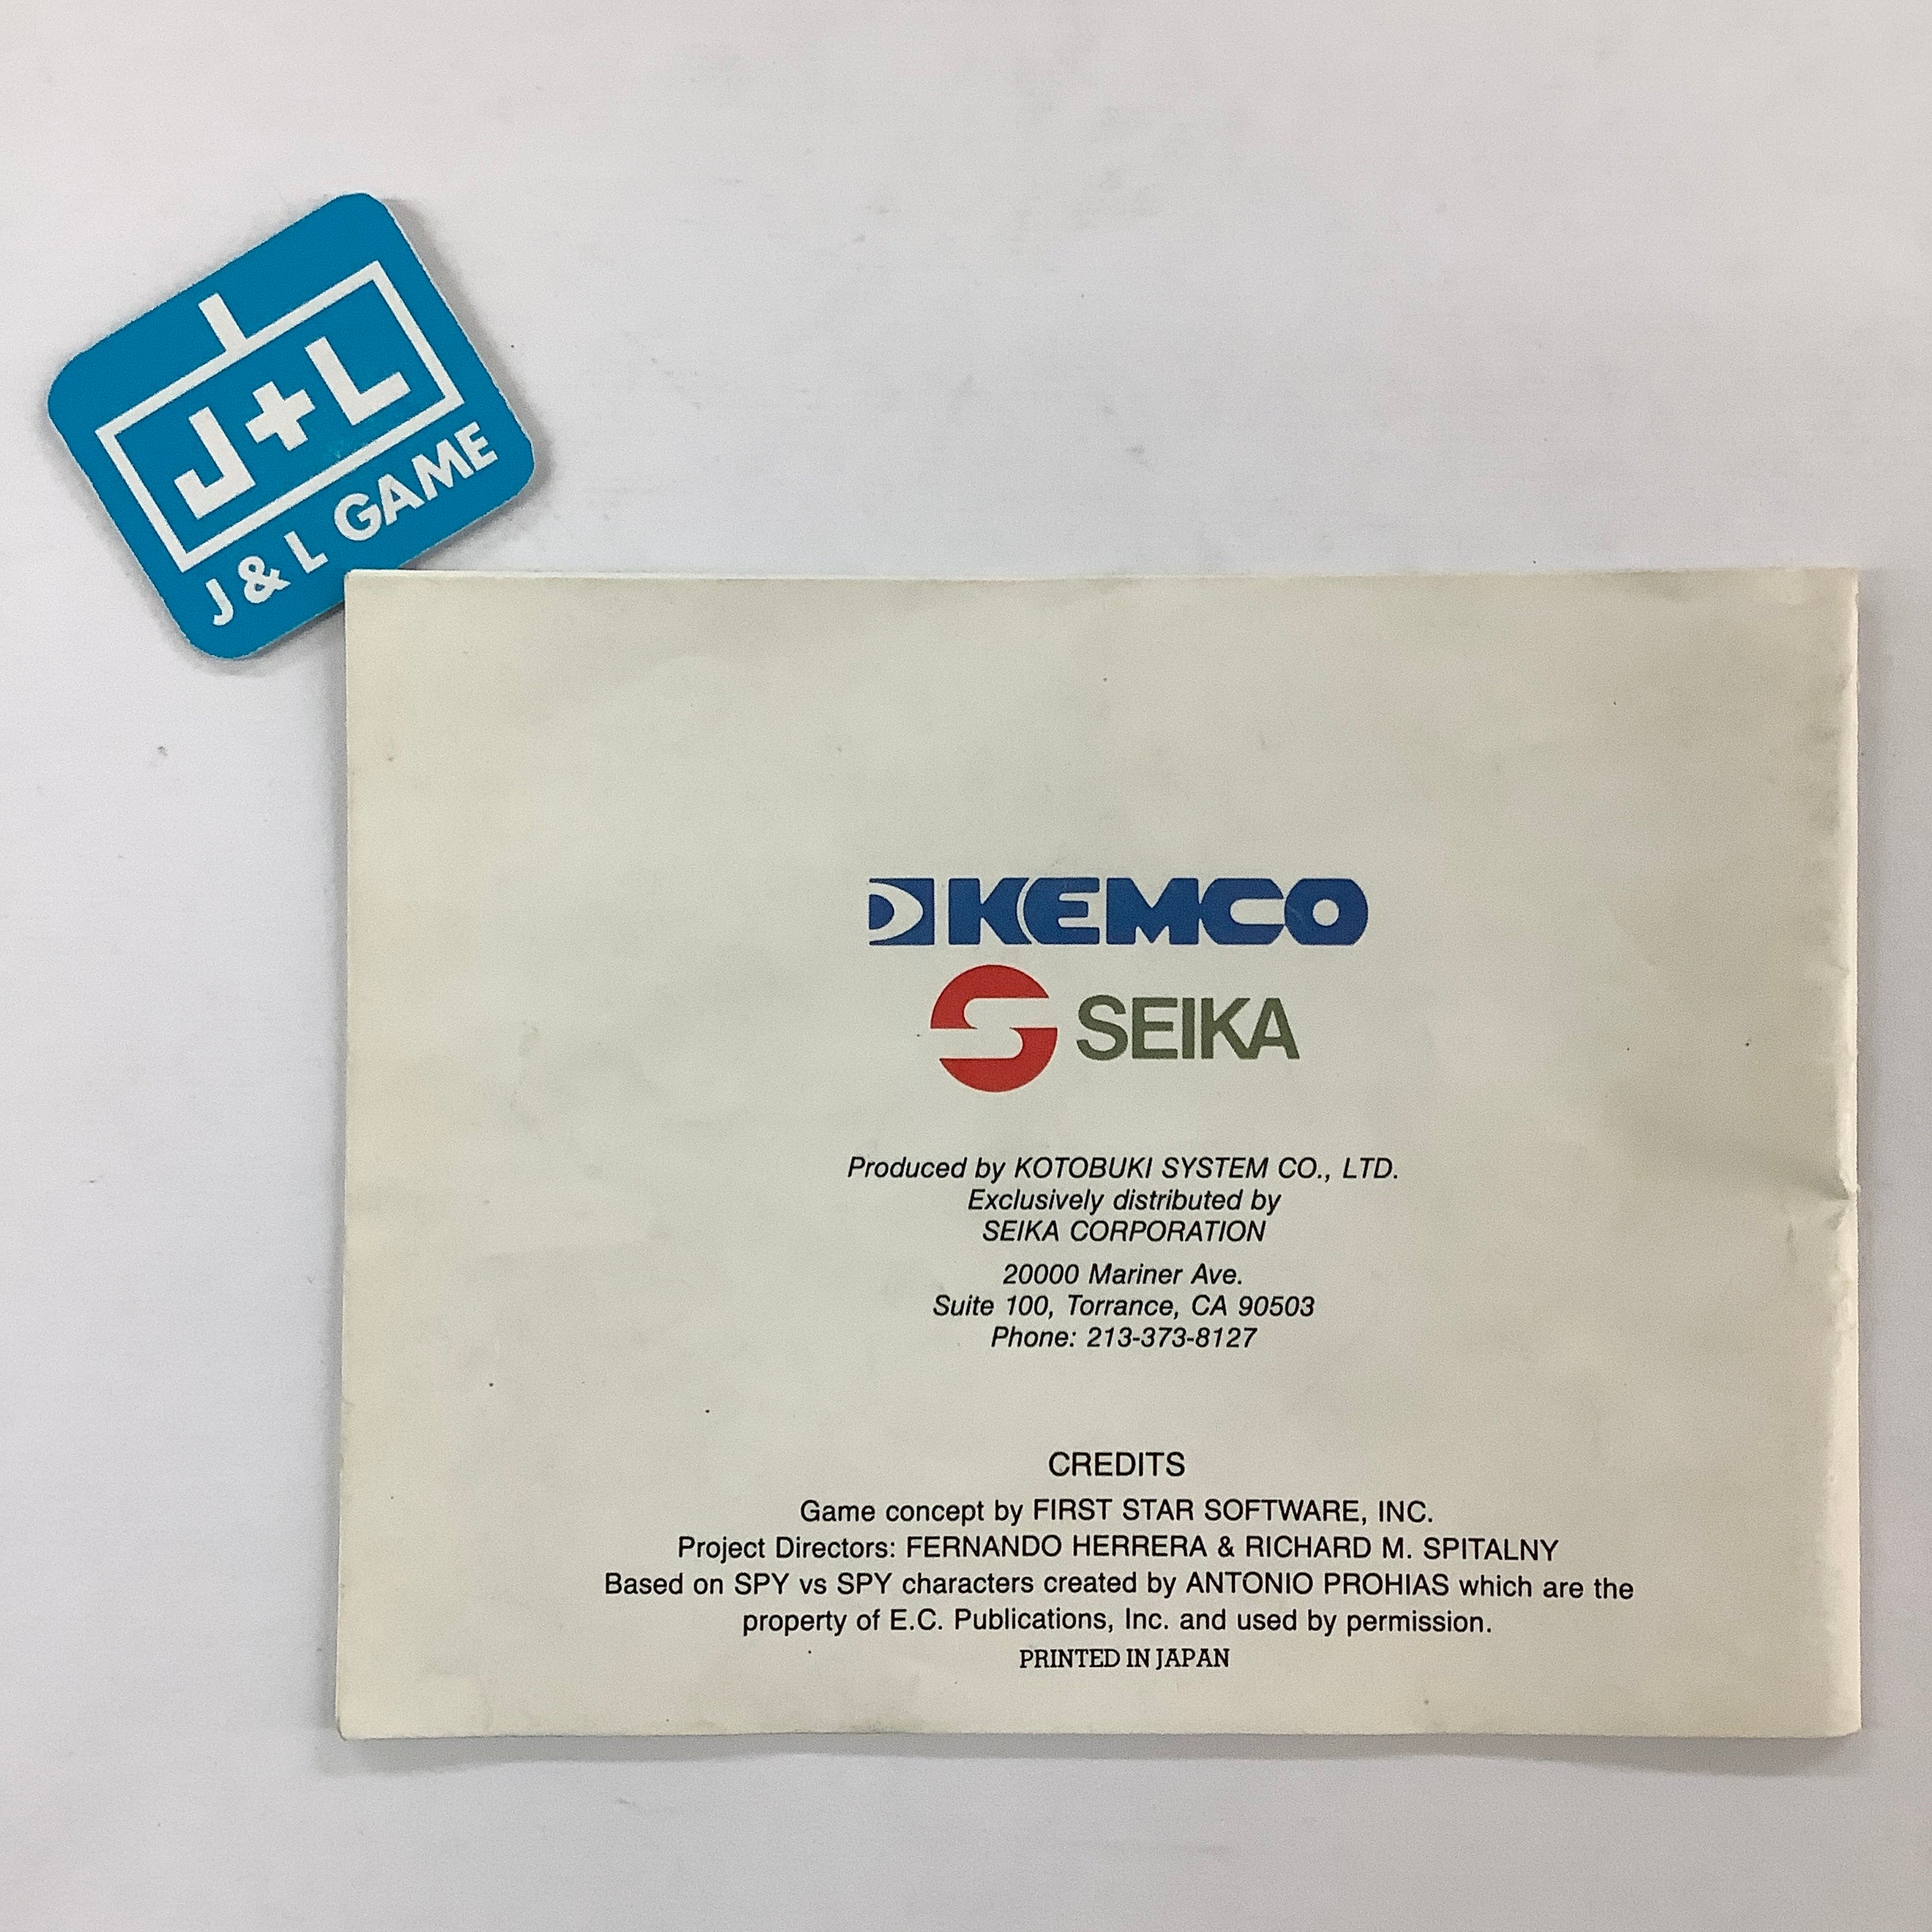 J+L
J & L GAME
KEMCO
SEIKA
Produced by KOTOBUKI SYSTEM CO., LTD.
Exclusively distributed by
SEIKA CORPORATION
20000 Mariner Ave.
Suite 100, Torrance, CA 90503
Phone: 213-373-8127
CREDITS
Game concept by FIRST STAR SOFTWARE, INC.
Project Directors: FERNANDO HERRERA & RICHARD M. SPITALNY
Based on SPY vs SPY characters created by ANTONIO PROHIAS which are the
property of E.C. Publications, Inc. and used by permission.
PRINTED IN JAPAN